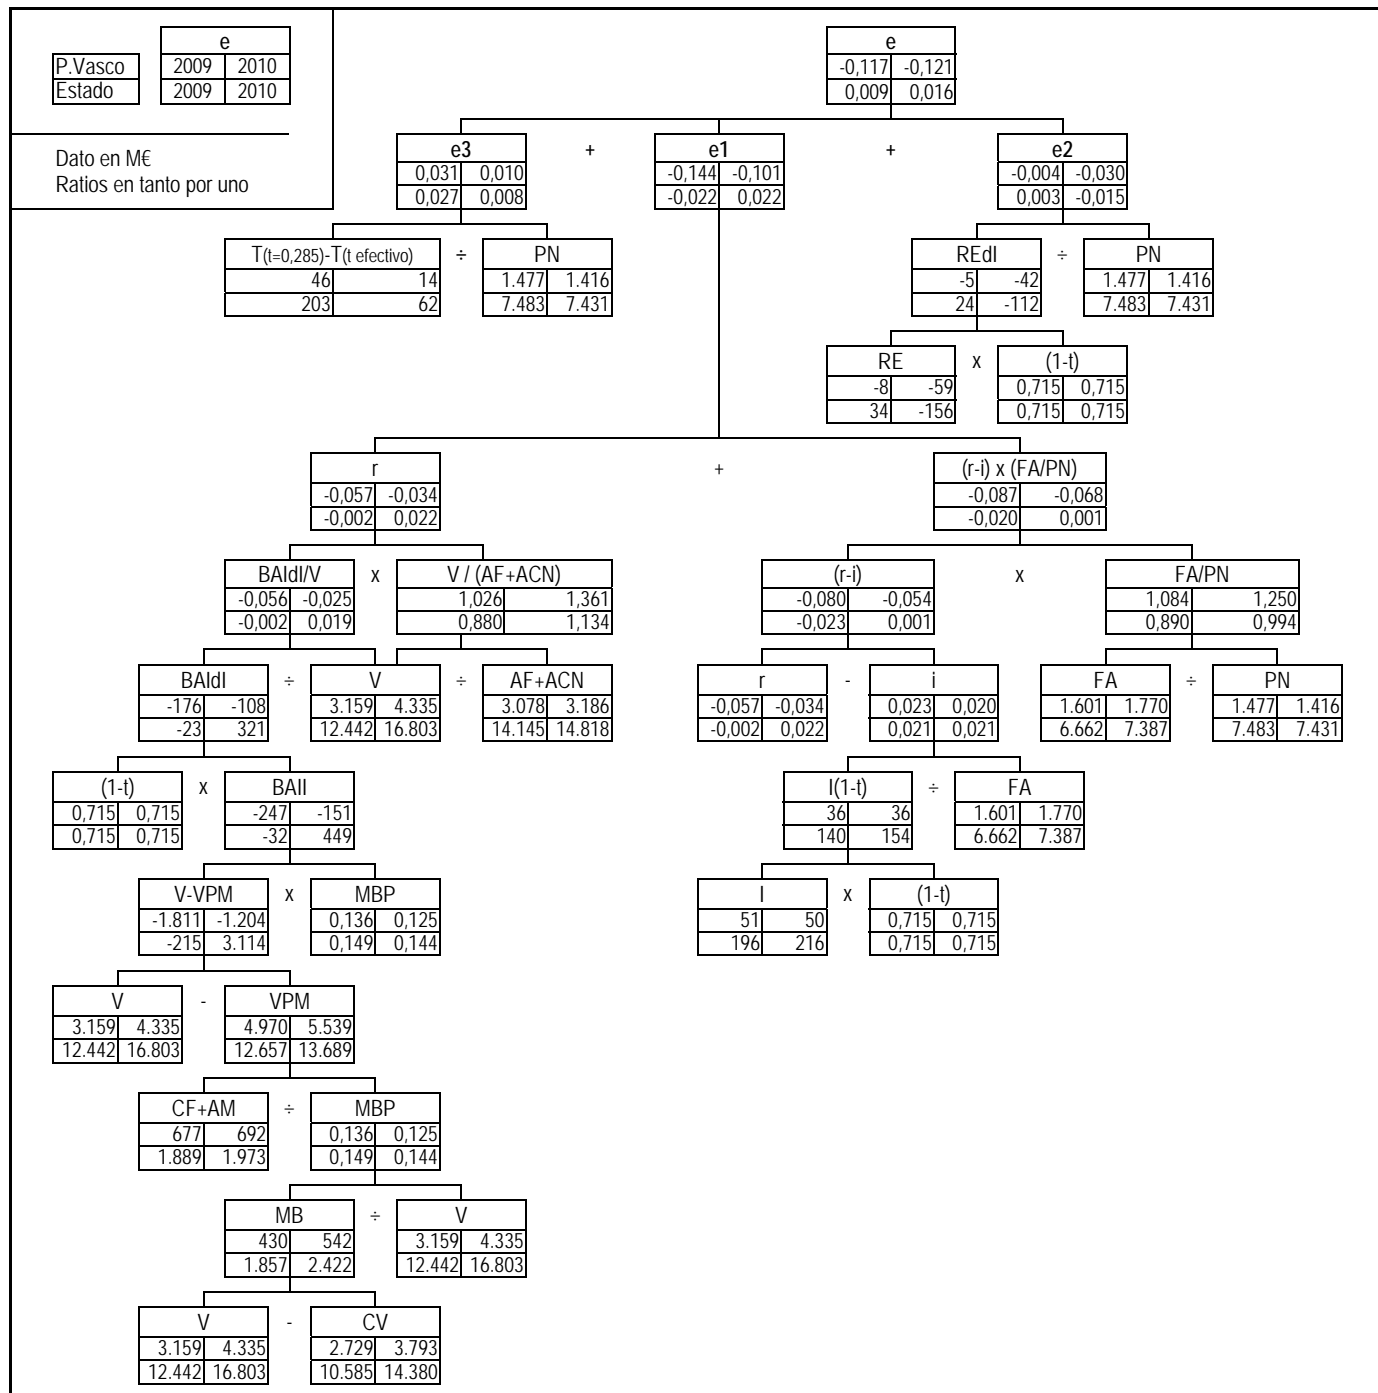 e
P.Vasco 2009 2010
Estado 2009 2010
Dato en M€
Ratios en tanto por uno
e
-0,117 -0,121
0,009 0,016
e3 + e1 + e2
0,031 0,010 -0,144 -0,101 -0,004 -0,030
0,027 0,008 -0,022 0,022 0,003 -0,015
T(t=0,285)-T(t efectivo) ÷ PN REdI ÷ PN
46 14 1.477 1.416 -5 -42 1.477 1.416
203 62 7.483 7.431 24 -112 7.483 7.431
RE x (1-t)
-8 -59 0,715 0,715
34 -156 0,715 0,715
r + (r-i) x (FA/PN)
-0,057 -0,034 -0,087 -0,068
-0,002 0,022 -0,020 0,001
BAIdI/V x V / (AF+ACN) (r-i) x FA/PN
-0,056 -0,025 1,026 1,361 -0,080 -0,054 1,084 1,250
-0,002 0,019 0,880 1,134 -0,023 0,001 0,890 0,994
BAIdI ÷ V ÷ AF+ACN r - i FA ÷ PN
-176 -108 3.159 4.335 3.078 3.186 -0,057 -0,034 0,023 0,020 1.601 1.770 1.477 1.416
-23 321 12.442 16.803 14.145 14.818 -0,002 0,022 0,021 0,021 6.662 7.387 7.483 7.431
(1-t) x BAII I(1-t) ÷ FA
0,715 0,715 -247 -151 36 36 1.601 1.770
0,715 0,715 -32 449 140 154 6.662 7.387
V-VPM x MBP I x (1-t)
-1.811 -1.204 0,136 0,125 51 50 0,715 0,715
-215 3.114 0,149 0,144 196 216 0,715 0,715
V - VPM
3.159 4.335 4.970 5.539
12.442 16.803 12.657 13.689
CF+AM ÷ MBP
677 692 0,136 0,125
1.889 1.973 0,149 0,144
MB ÷ V
430 542 3.159 4.335
1.857 2.422 12.442 16.803
V - CV
3.159 4.335 2.729 3.793
12.442 16.803 10.585 14.380